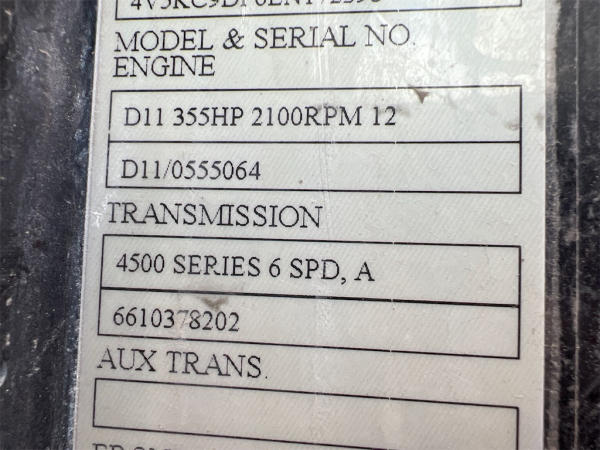 MODEL & SERIAL NO.
ENGINE
D11 355HP 2100RPM 12
D11/0555064
TRANSMISSION
4500 SERIES 6 SPD, A
6610378202
AUX TRANS.